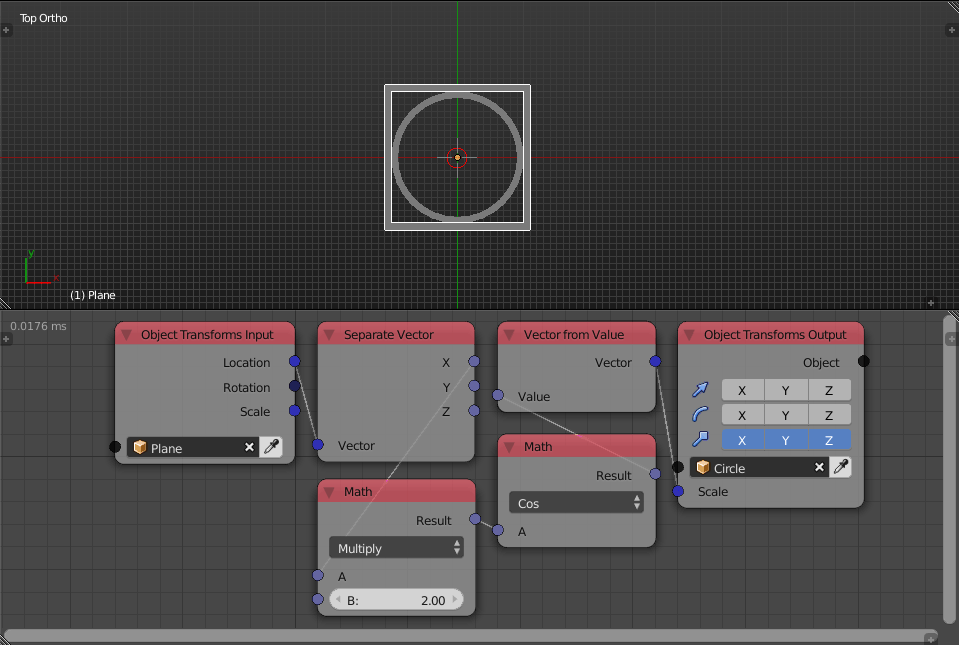 Top Ortho
y
x
(1) Plane
0.0176 ms
Object Transforms Input
Location
Rotation
Scale
Plane
Separate Vector
X
Y
Z
Vector
Math
Result
Multiply
A
B: 2.00
Vector from Value
Vector
Value
Math
Result
Cos
A
Object Transforms Output
Object
X Y Z
X Y Z
X Y Z
Circle
Scale